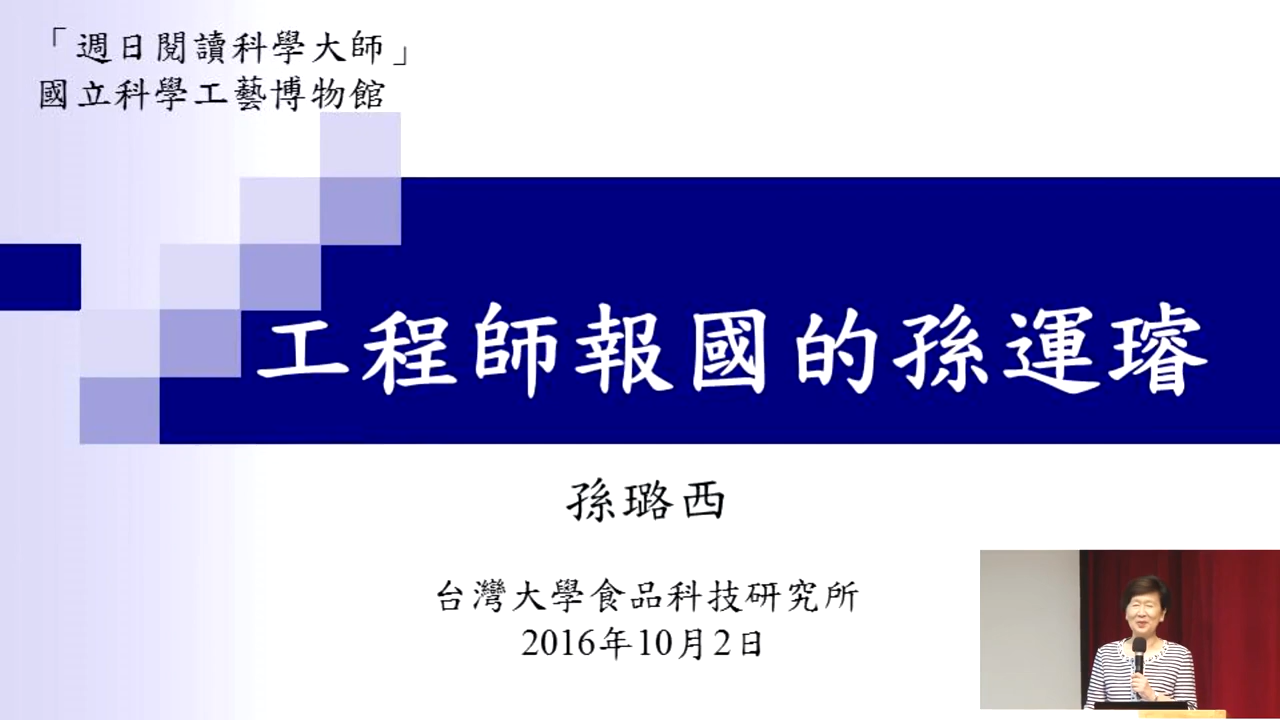 「週日閱讀科學大師」
國立科學工藝博物館
工程師報國的孫運璿
孫璐西
台灣大學食品科技研究所
2016年10月2日